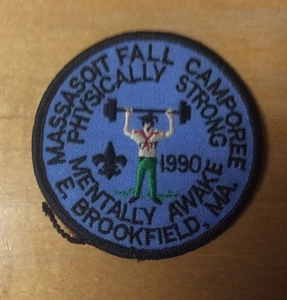 MASSASOIT FALL CAMPOREE
PHYSICALLY STRONG
1990
MENTALLY AWAKE
E. BROOKFIELD, MA.